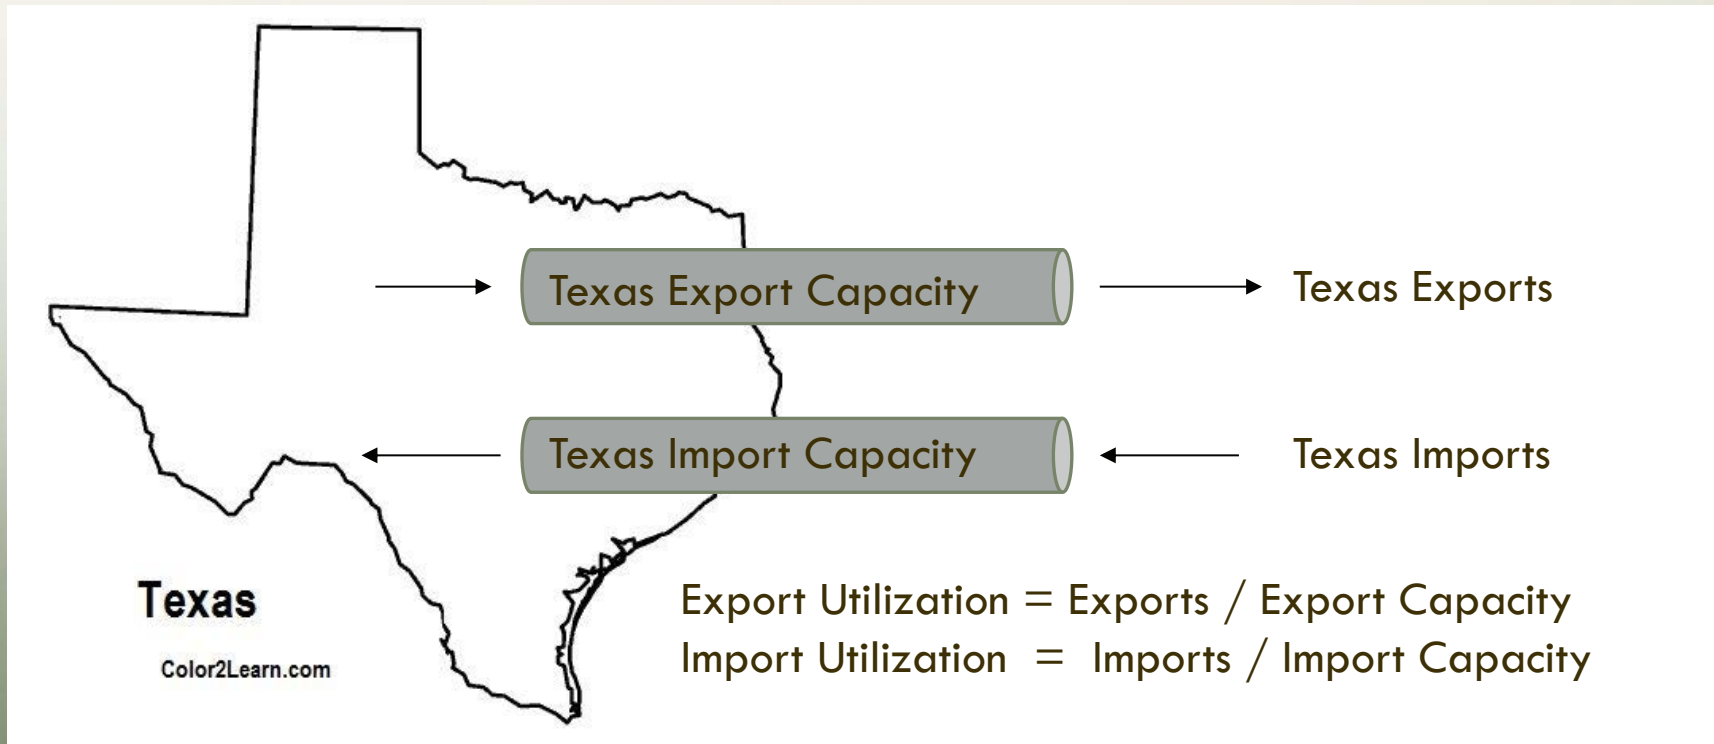 Texas Export Capacity
Texas Exports
Texas Import Capacity
Texas Imports
Texas
Color2Learn.com
Export Utilization = Exports / Export Capacity
Import Utilization = Imports / Import Capacity